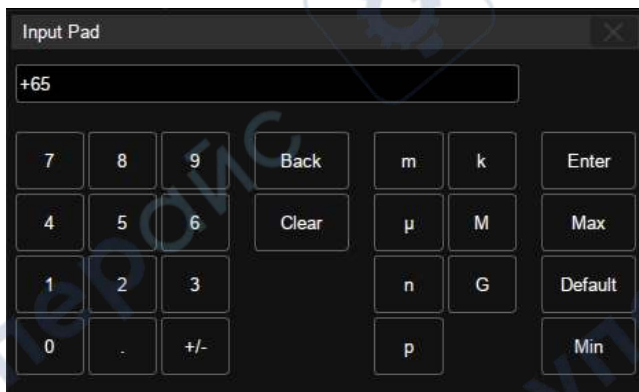 Input Pad
+65
7 8 9 Back m k Enter
4 5 6 Clear µ M Max
1 2 3 n G Default
0 . +/- p Min